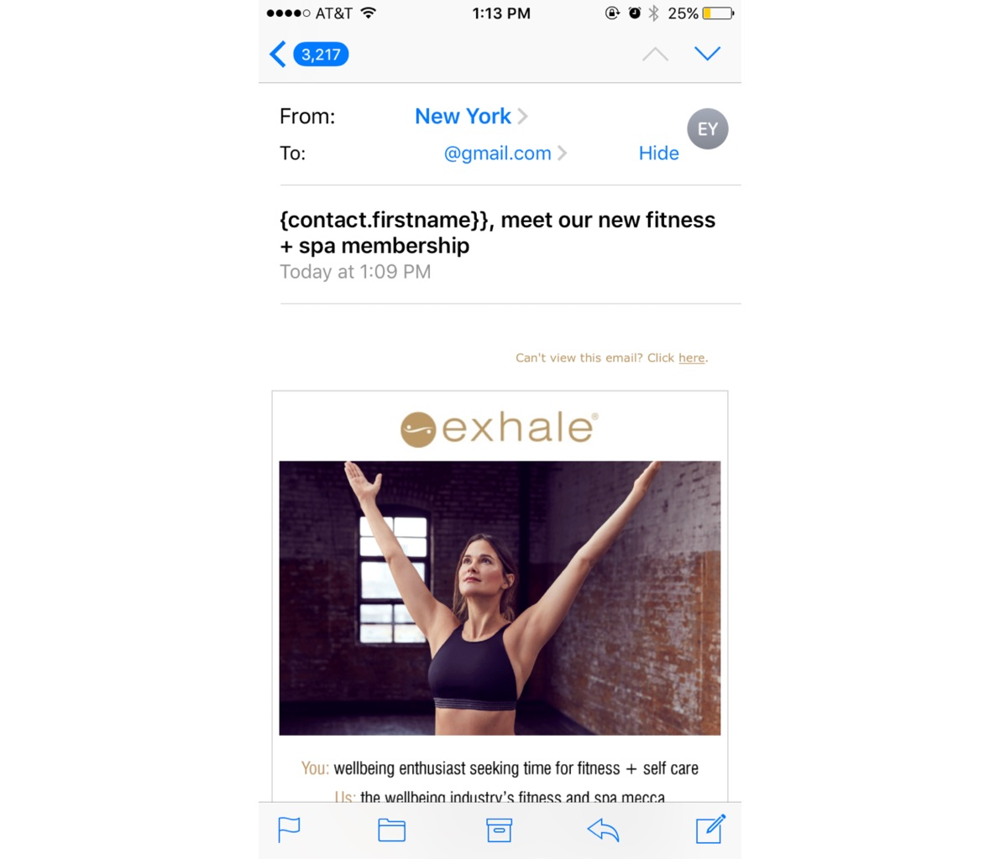 AT&T 1:13 PM 25%
3,217
From: New York
EY
To: @gmail.com Hide
{contact.firstname}}, meet our new fitness
+ spa membership
Today at 1:09 PM
Can't view this email? Click here.
exhale®
You: wellbeing enthusiast seeking time for fitness + self care
Us: the wellbeing industry's fitness and spa mecca